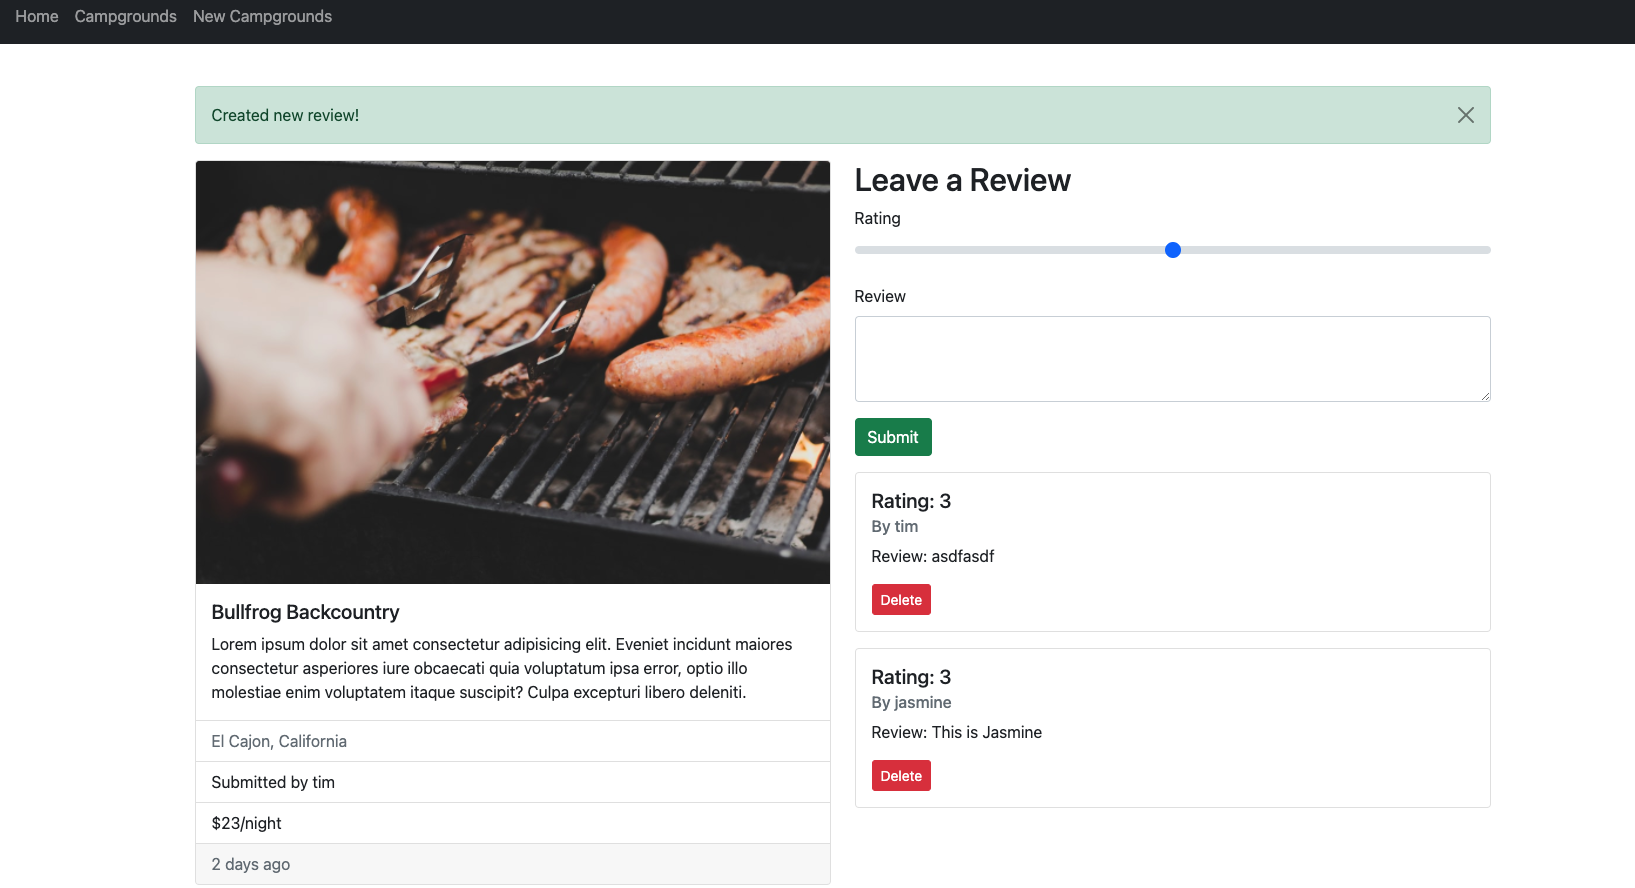 Home Campgrounds New Campgrounds
Created new review!
Bullfrog Backcountry
Lorem ipsum dolor sit amet consectetur adipisicing elit. Eveniet incidunt maiores
consectetur asperiores iure obcaecati quia voluptatum ipsa error, optio illo
molestiae enim voluptatem itaque suscipit? Culpa excepturi libero deleniti.
El Cajon, California
Submitted by tim
$23/night
2 days ago
Leave a Review
Rating
Review
Submit
Rating: 3
By tim
Review: asdfasdf
Delete
Rating: 3
By jasmine
Review: This is Jasmine
Delete